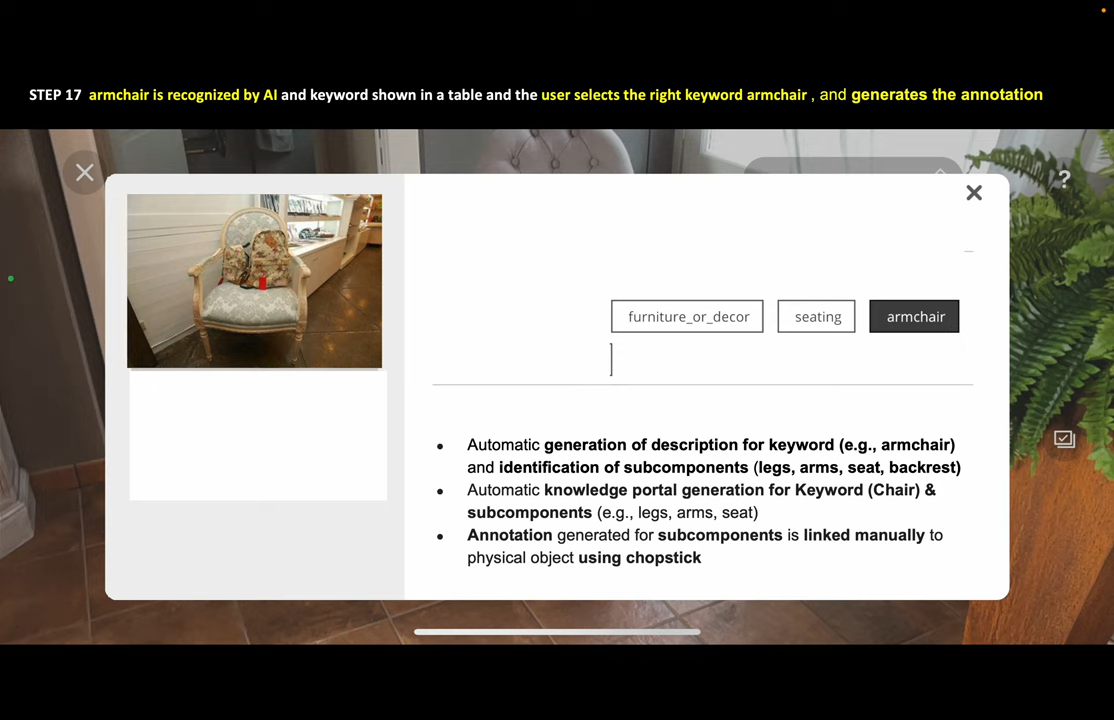 STEP 17 armchair is recognized by AI and keyword shown in a table and the user selects the right keyword armchair , and generates the annotation
?
furniture_or_decor seating armchair
]
• Automatic generation of description for keyword (e.g., armchair)
and identification of subcomponents (legs, arms, seat, backrest)
• Automatic knowledge portal generation for Keyword (Chair) &
subcomponents (e.g., legs, arms, seat)
• Annotation generated for subcomponents is linked manually to
physical object using chopstick